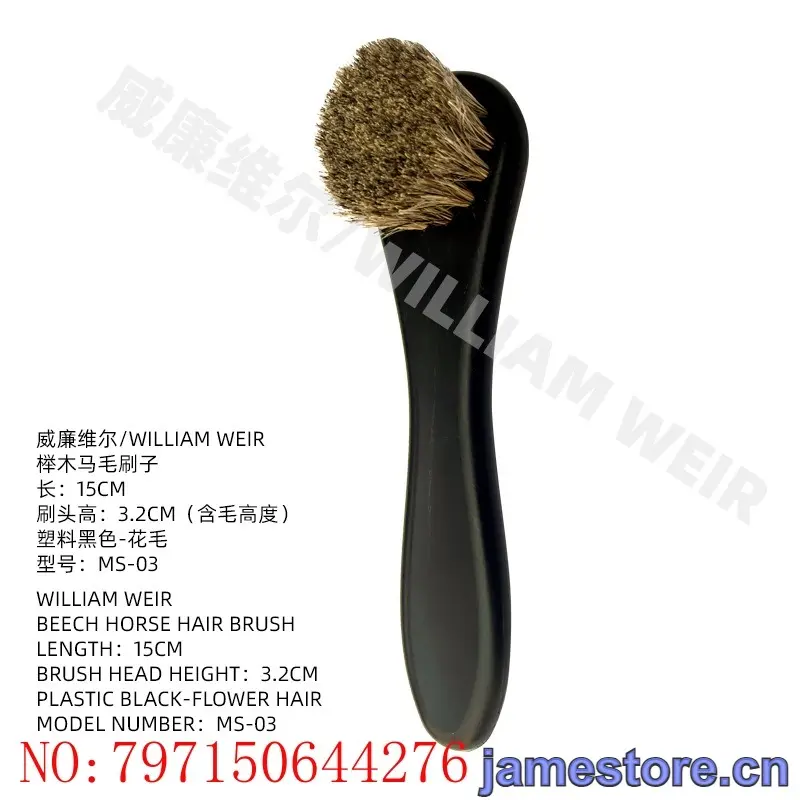 威廉维尔/WILLIAM WEIR
威廉维尔/WILLIAM WEIR
榉木马毛刷子
长：15CM
刷头高：3.2CM（含毛高度）
塑料黑色-花毛
型号：MS-03
WILLIAM WEIR
BEECH HORSE HAIR BRUSH
LENGTH：15CM
BRUSH HEAD HEIGHT：3.2CM
PLASTIC BLACK-FLOWER HAIR
MODEL NUMBER：MS-03
NO:797150644276
jamestore.cn